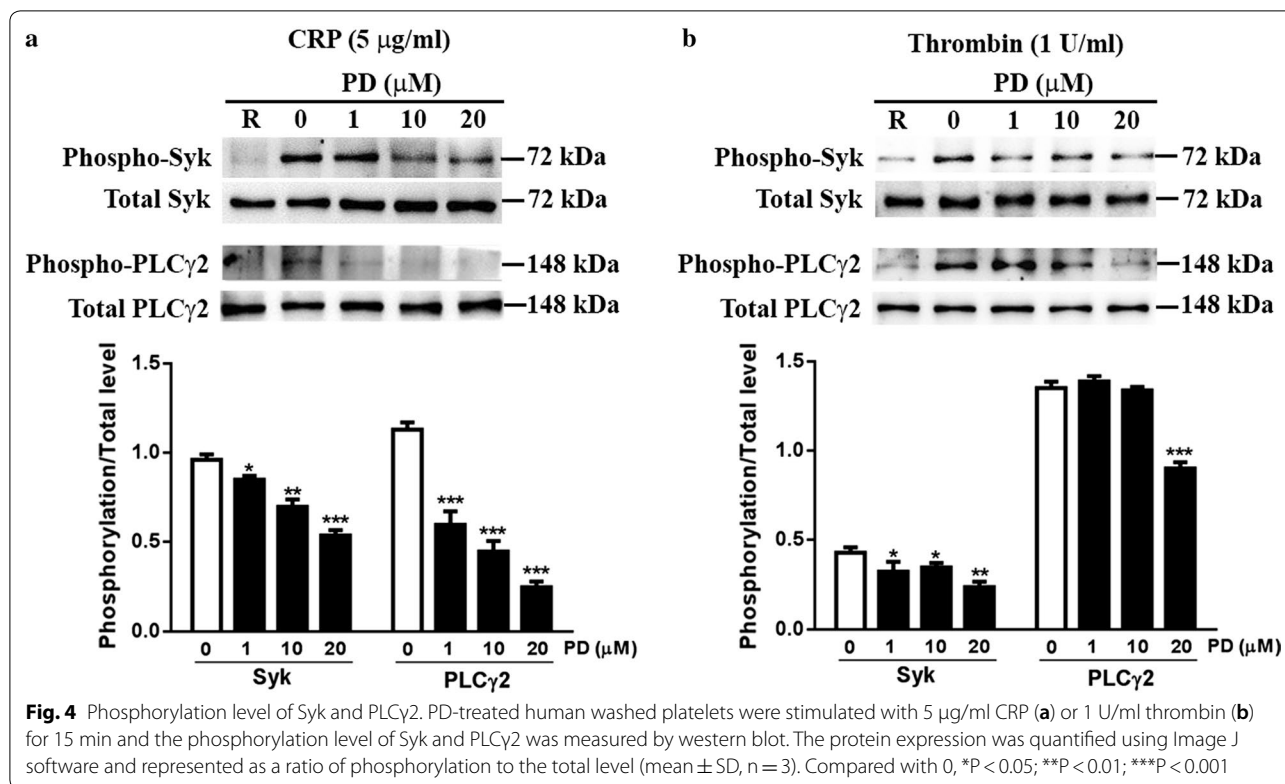 a
CRP (5 μg/ml)
PD (μM)
R 0 1 10 20
Phospho-Syk 72 kDa
Total Syk 72 kDa
Phospho-PLCγ2 148 kDa
Total PLCγ2 148 kDa
Phosphorylation/Total level
1.5
1.0
0.5
0.0
* ** *** *** *** ***
0 1 10 20 0 1 10 20 PD (μM)
Syk PLCγ2
b
Thrombin (1 U/ml)
PD (μM)
R 0 1 10 20
Phospho-Syk 72 kDa
Total Syk 72 kDa
Phospho-PLCγ2 148 kDa
Total PLCγ2 148 kDa
Phosphorylation/Total level
1.5
1.0
0.5
0.0
* * ** ***
0 1 10 20 0 1 10 20 PD (μM)
Syk PLCγ2
Fig. 4 Phosphorylation level of Syk and PLCγ2. PD-treated human washed platelets were stimulated with 5 μg/ml CRP (a) or 1 U/ml thrombin (b)
for 15 min and the phosphorylation level of Syk and PLCγ2 was measured by western blot. The protein expression was quantified using Image J
software and represented as a ratio of phosphorylation to the total level (mean ± SD, n = 3). Compared with 0, *P < 0.05; **P < 0.01; ***P < 0.001